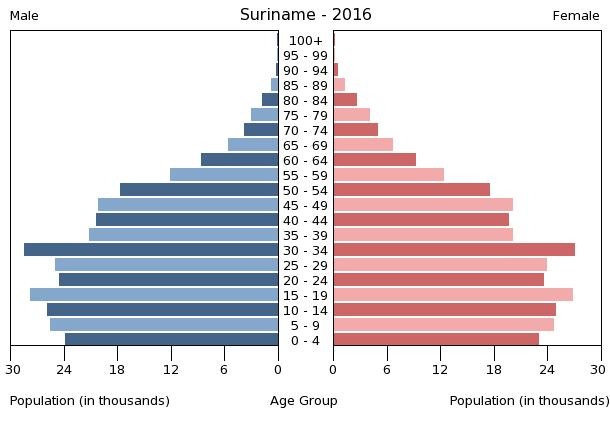 Suriname - 2016
Male
Female
100+
95 - 99
90 - 94
85 - 89
80 - 84
75 - 79
70 - 74
65 - 69
60 - 64
55 - 59
50 - 54
45 - 49
40 - 44
35 - 39
30 - 34
25 - 29
20 - 24
15 - 19
10 - 14
5 - 9
0 - 4
30 24 18 12 6 0 0 6 12 18 24 30
Population (in thousands) Age Group Population (in thousands)